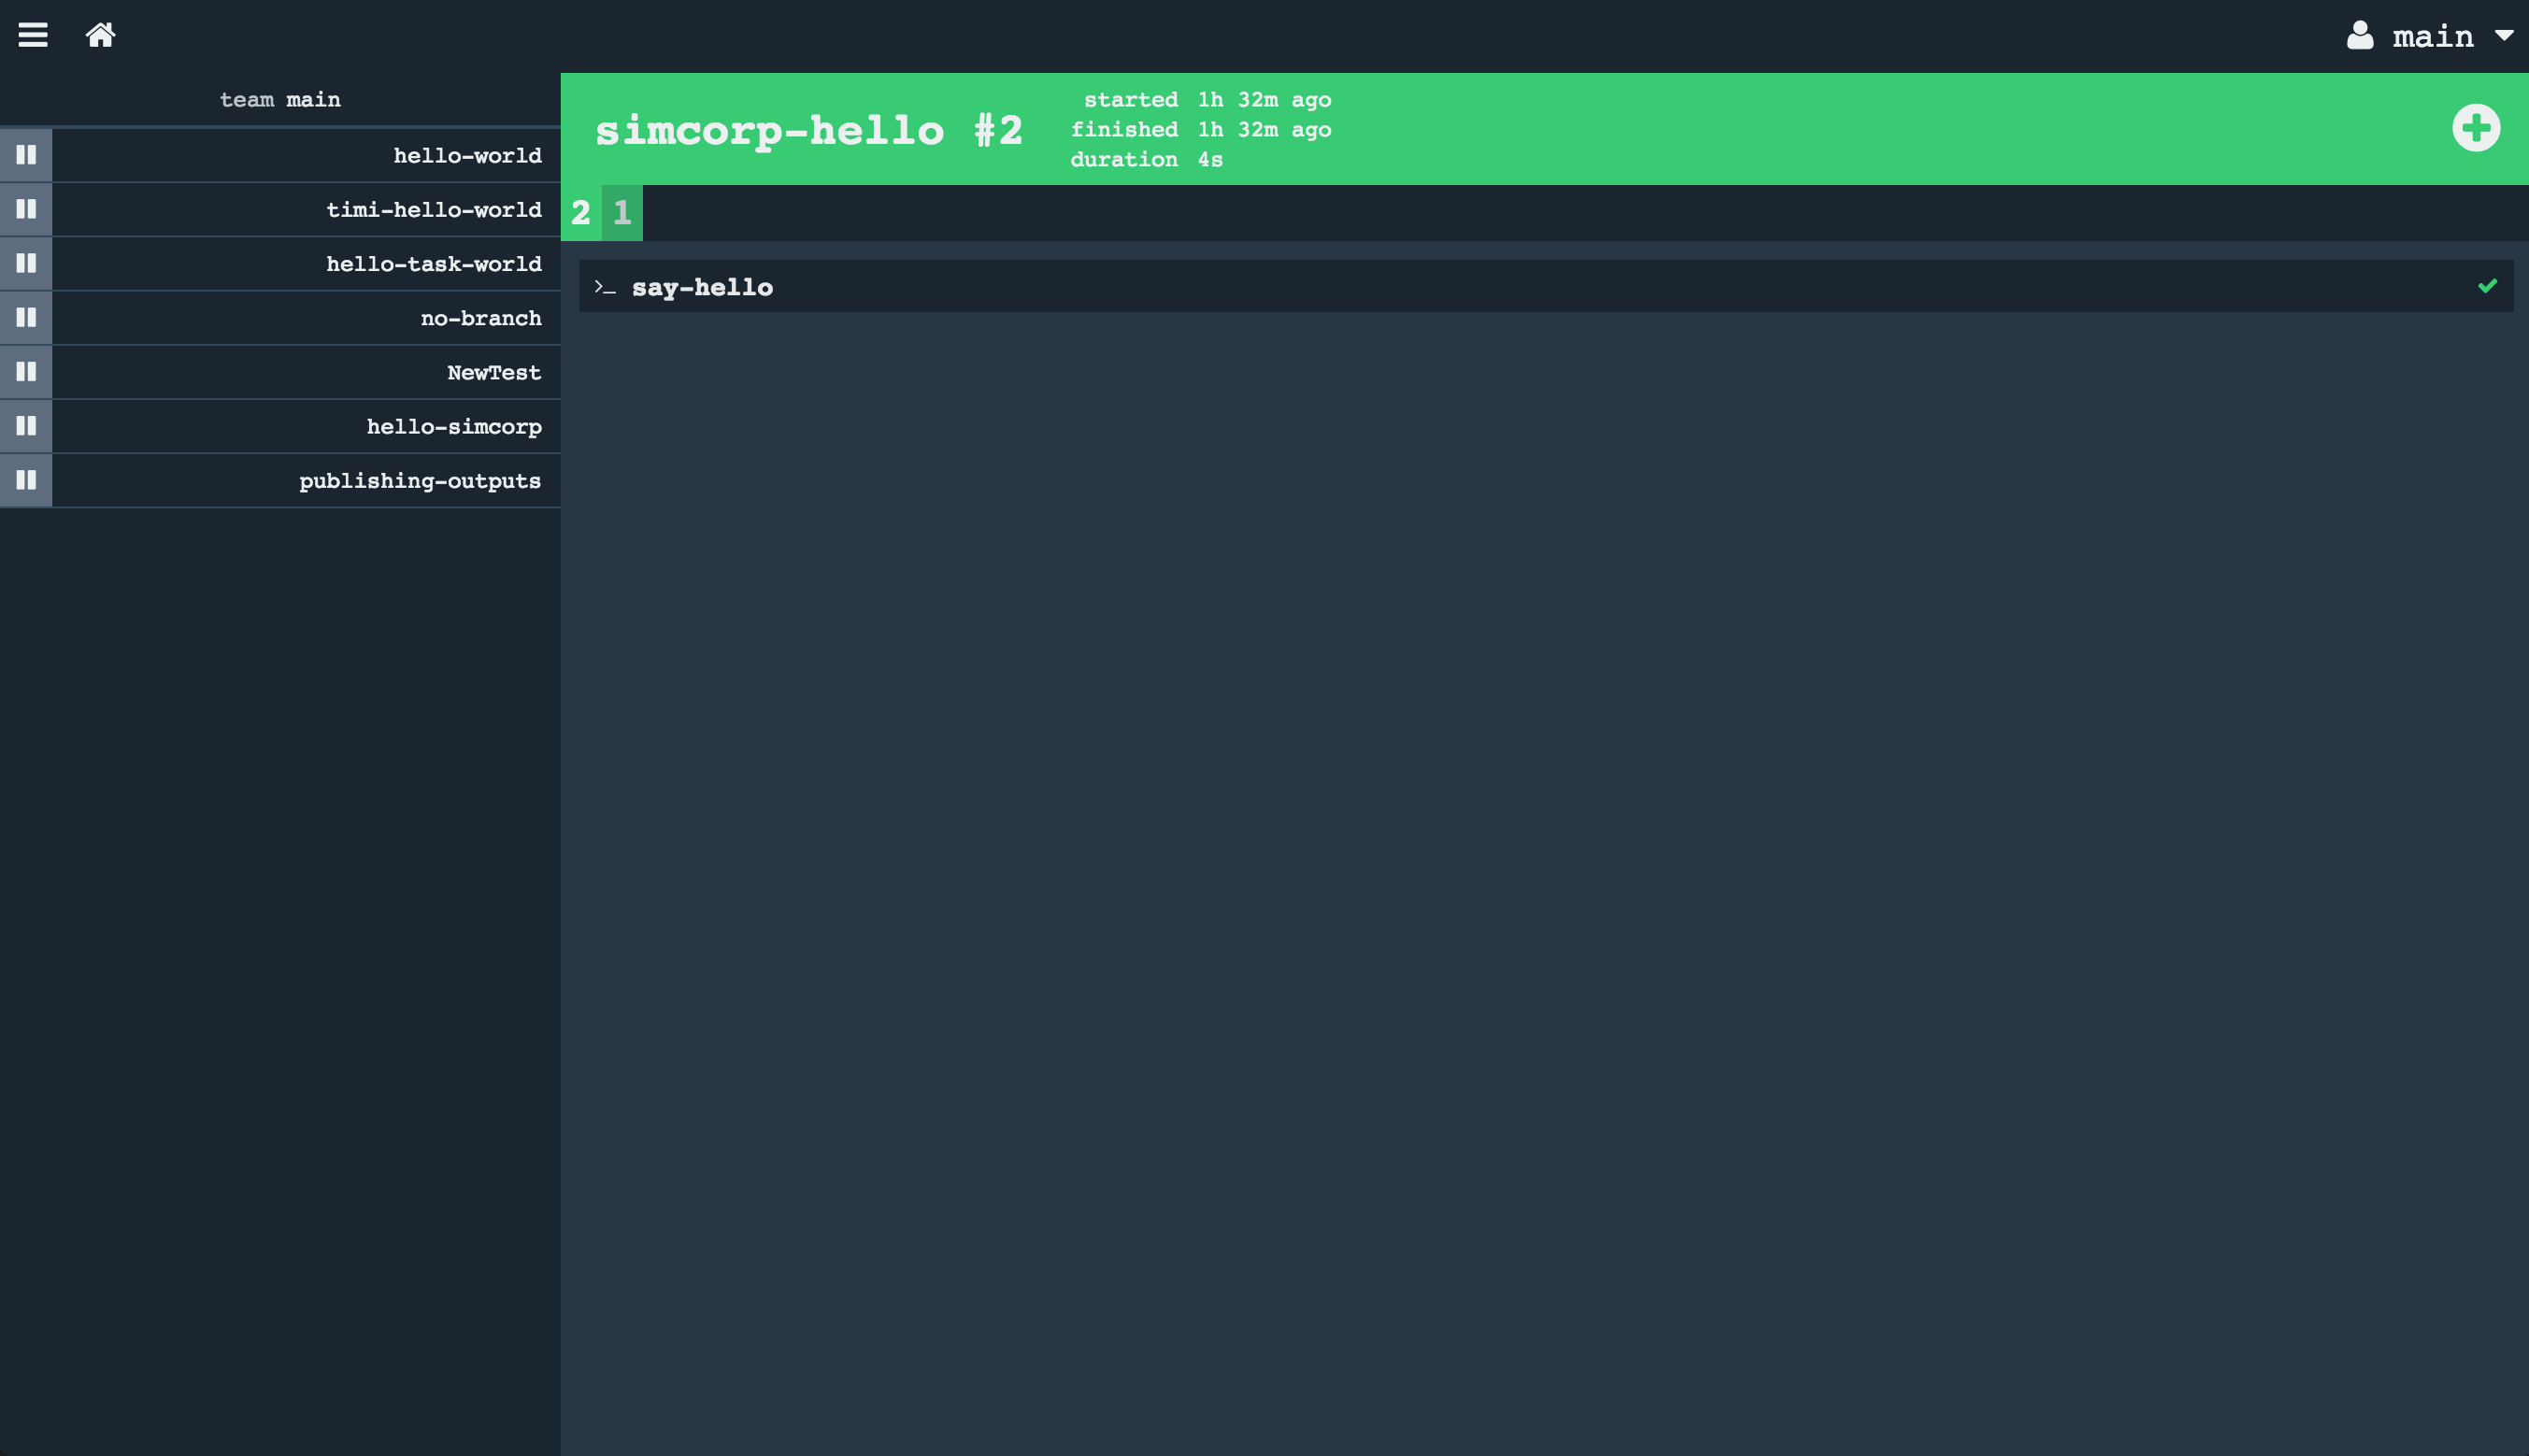 main
team main
hello-world
timi-hello-world
hello-task-world
no-branch
NewTest
hello-simcorp
publishing-outputs
simcorp-hello #2
started 1h 32m ago
finished 1h 32m ago
duration 4s
2 1
>_ say-hello